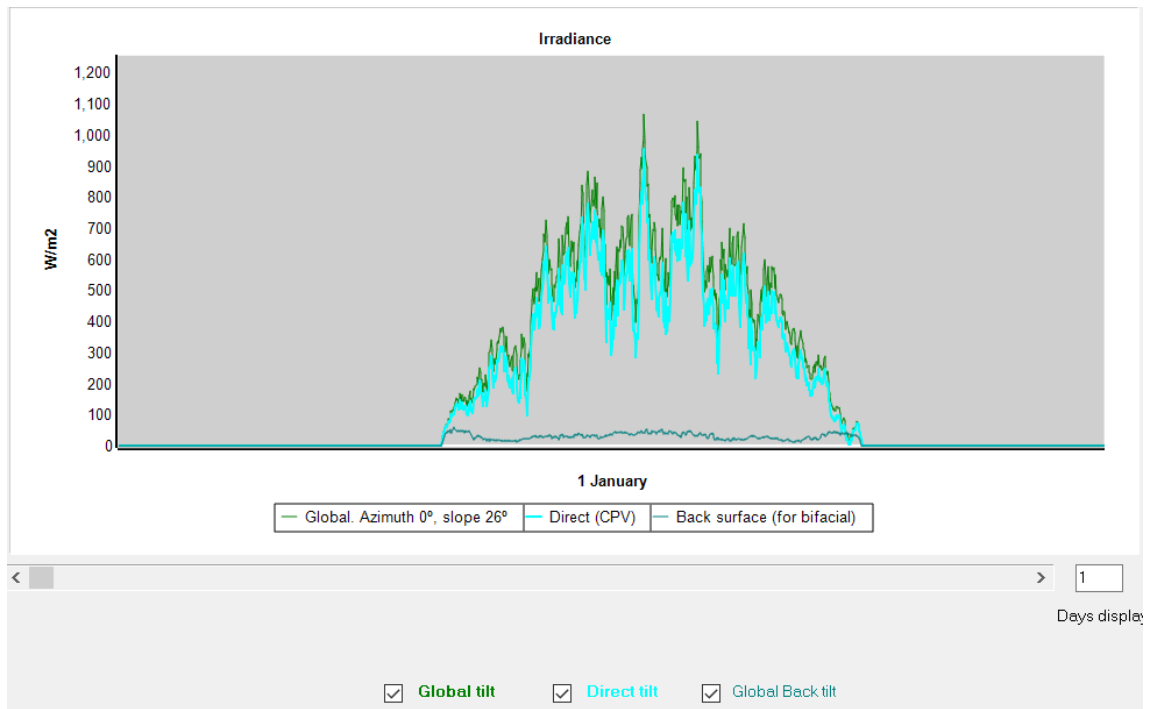 Irradiance
1,200
1,100
1,000
900
800
700
600
500
400
300
200
100
0
W/m2
1 January
Global. Azimuth 0º, slope 26º Direct (CPV) Back surface (for bifacial)
1
Days display
Global tilt Direct tilt Global Back tilt